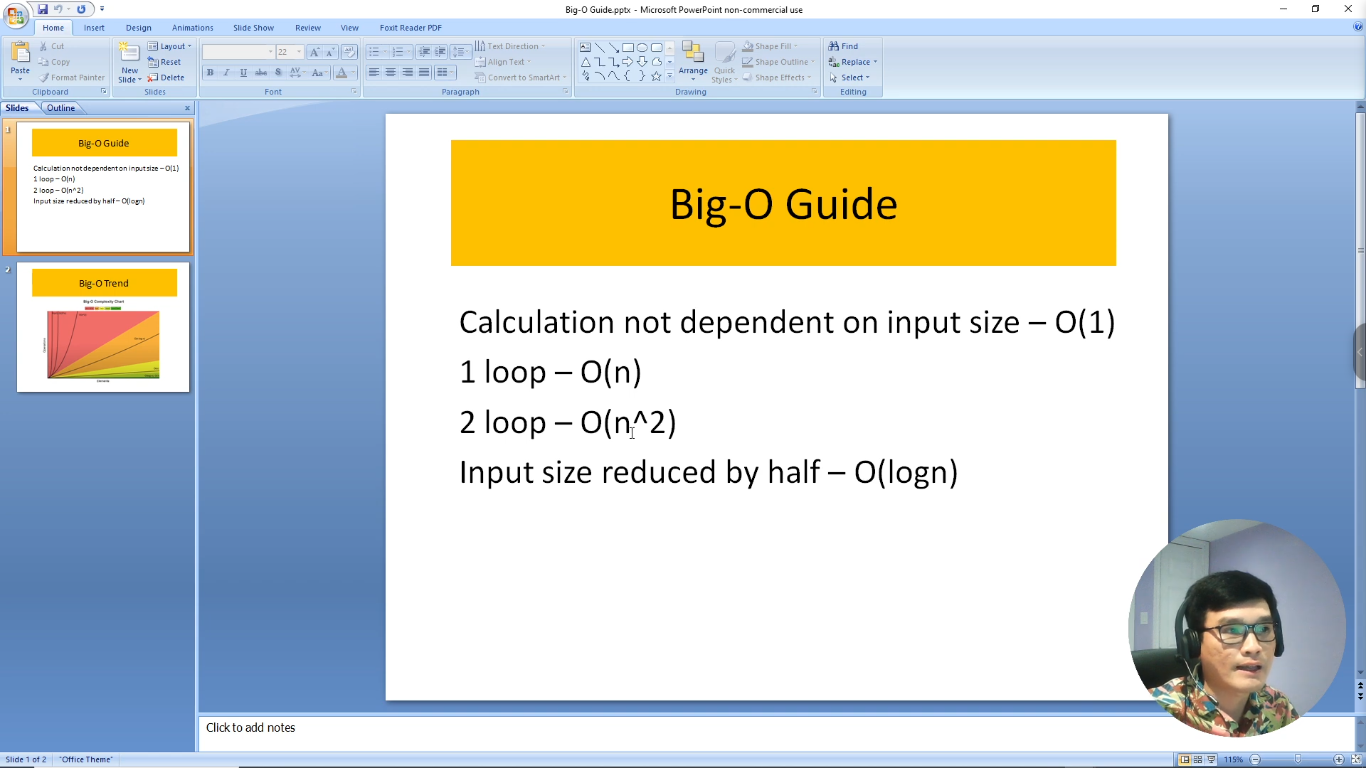 Big-O Guide.pptx - Microsoft PowerPoint non-commercial use
Home Insert Design Animations Slide Show Review View Foxit Reader PDF
Paste
Cut
Copy
Format Painter
Clipboard
New Slide
Layout
Reset
Delete
Slides
22
Font
Text Direction
Align Text
Convert to SmartArt
Paragraph
Arrange
Quick Styles
Shape Fill
Shape Outline
Shape Effects
Drawing
Find
Replace
Select
Editing
Slides Outline
1
Big-O Guide
Calculation not dependent on input size – O(1)
1 loop – O(n)
2 loop – O(n^2)
Input size reduced by half – O(logn)
2
Big-O Trend
Big-O Complexity Chart
Big-O Guide
Calculation not dependent on input size – O(1)
1 loop – O(n)
2 loop – O(n^2)
Input size reduced by half – O(logn)
Click to add notes
Slide 1 of 2 "Office Theme" 115%